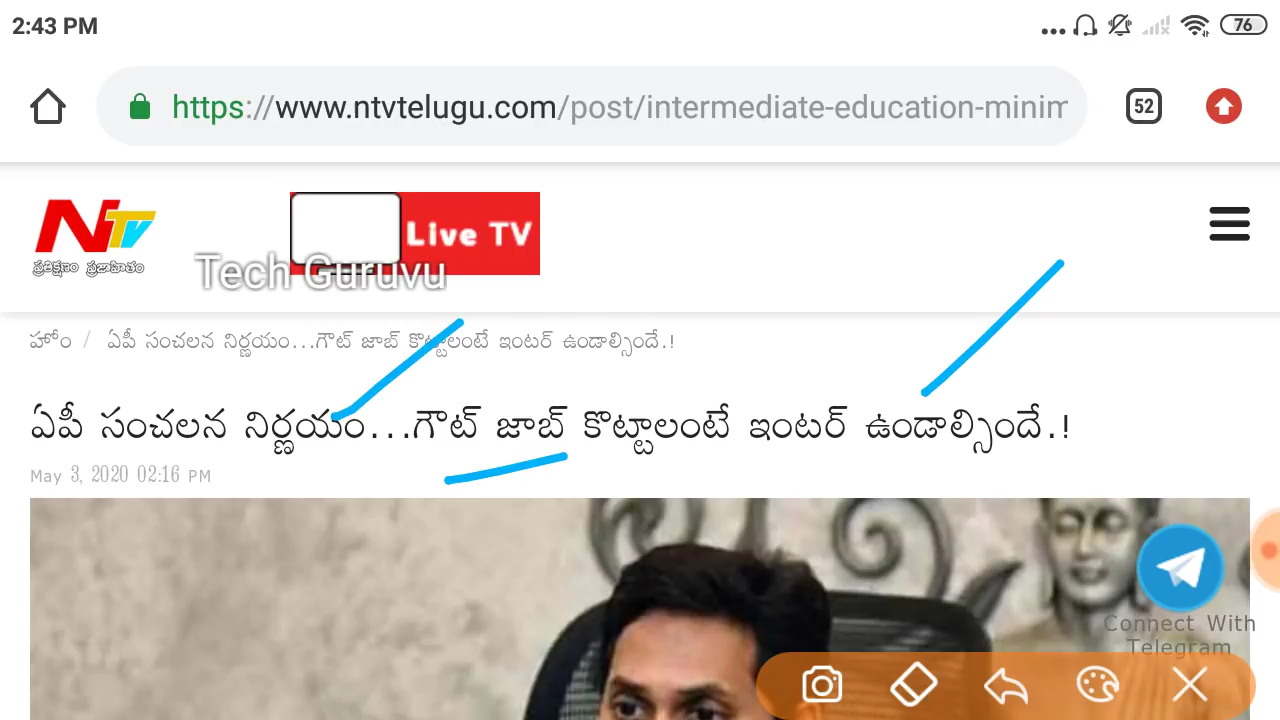 2:43 PM
76
https://www.ntvtelugu.com/post/intermediate-education-minim
52
NTV
ప్రతిక్షణం ప్రజాహితం
Live TV
Tech Guruvu
హోం / ఏపీ సంచలన నిర్ణయం...గౌట్ జాబ్ కొట్టాలంటే ఇంటర్ ఉండాల్సిందే.!
ఏపీ సంచలన నిర్ణయం...గౌట్ జాబ్ కొట్టాలంటే ఇంటర్ ఉండాల్సిందే.!
May 3, 2020 02:16 PM
Connect With
Telegram